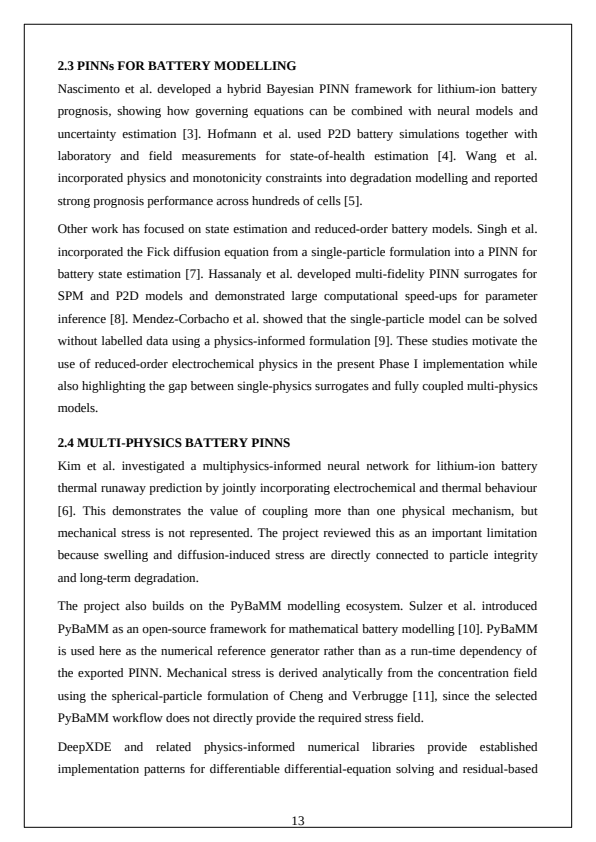 2.3 PINNs FOR BATTERY MODELLING
Nascimento et al. developed a hybrid Bayesian PINN framework for lithium-ion battery
prognosis, showing how governing equations can be combined with neural models and
uncertainty estimation [3]. Hofmann et al. used P2D battery simulations together with
laboratory and field measurements for state-of-health estimation [4]. Wang et al.
incorporated physics and monotonicity constraints into degradation modelling and reported
strong prognosis performance across hundreds of cells [5].
Other work has focused on state estimation and reduced-order battery models. Singh et al.
incorporated the Fick diffusion equation from a single-particle formulation into a PINN for
battery state estimation [7]. Hassanaly et al. developed multi-fidelity PINN surrogates for
SPM and P2D models and demonstrated large computational speed-ups for parameter
inference [8]. Mendez-Corbacho et al. showed that the single-particle model can be solved
without labelled data using a physics-informed formulation [9]. These studies motivate the
use of reduced-order electrochemical physics in the present Phase I implementation while
also highlighting the gap between single-physics surrogates and fully coupled multi-physics
models.
2.4 MULTI-PHYSICS BATTERY PINNS
Kim et al. investigated a multiphysics-informed neural network for lithium-ion battery
thermal runaway prediction by jointly incorporating electrochemical and thermal behaviour
[6]. This demonstrates the value of coupling more than one physical mechanism, but
mechanical stress is not represented. The project reviewed this as an important limitation
because swelling and diffusion-induced stress are directly connected to particle integrity
and long-term degradation.
The project also builds on the PyBaMM modelling ecosystem. Sulzer et al. introduced
PyBaMM as an open-source framework for mathematical battery modelling [10]. PyBaMM
is used here as the numerical reference generator rather than as a run-time dependency of
the exported PINN. Mechanical stress is derived analytically from the concentration field
using the spherical-particle formulation of Cheng and Verbrugge [11], since the selected
PyBaMM workflow does not directly provide the required stress field.
DeepXDE and related physics-informed numerical libraries provide established
implementation patterns for differentiable differential-equation solving and residual-based
13